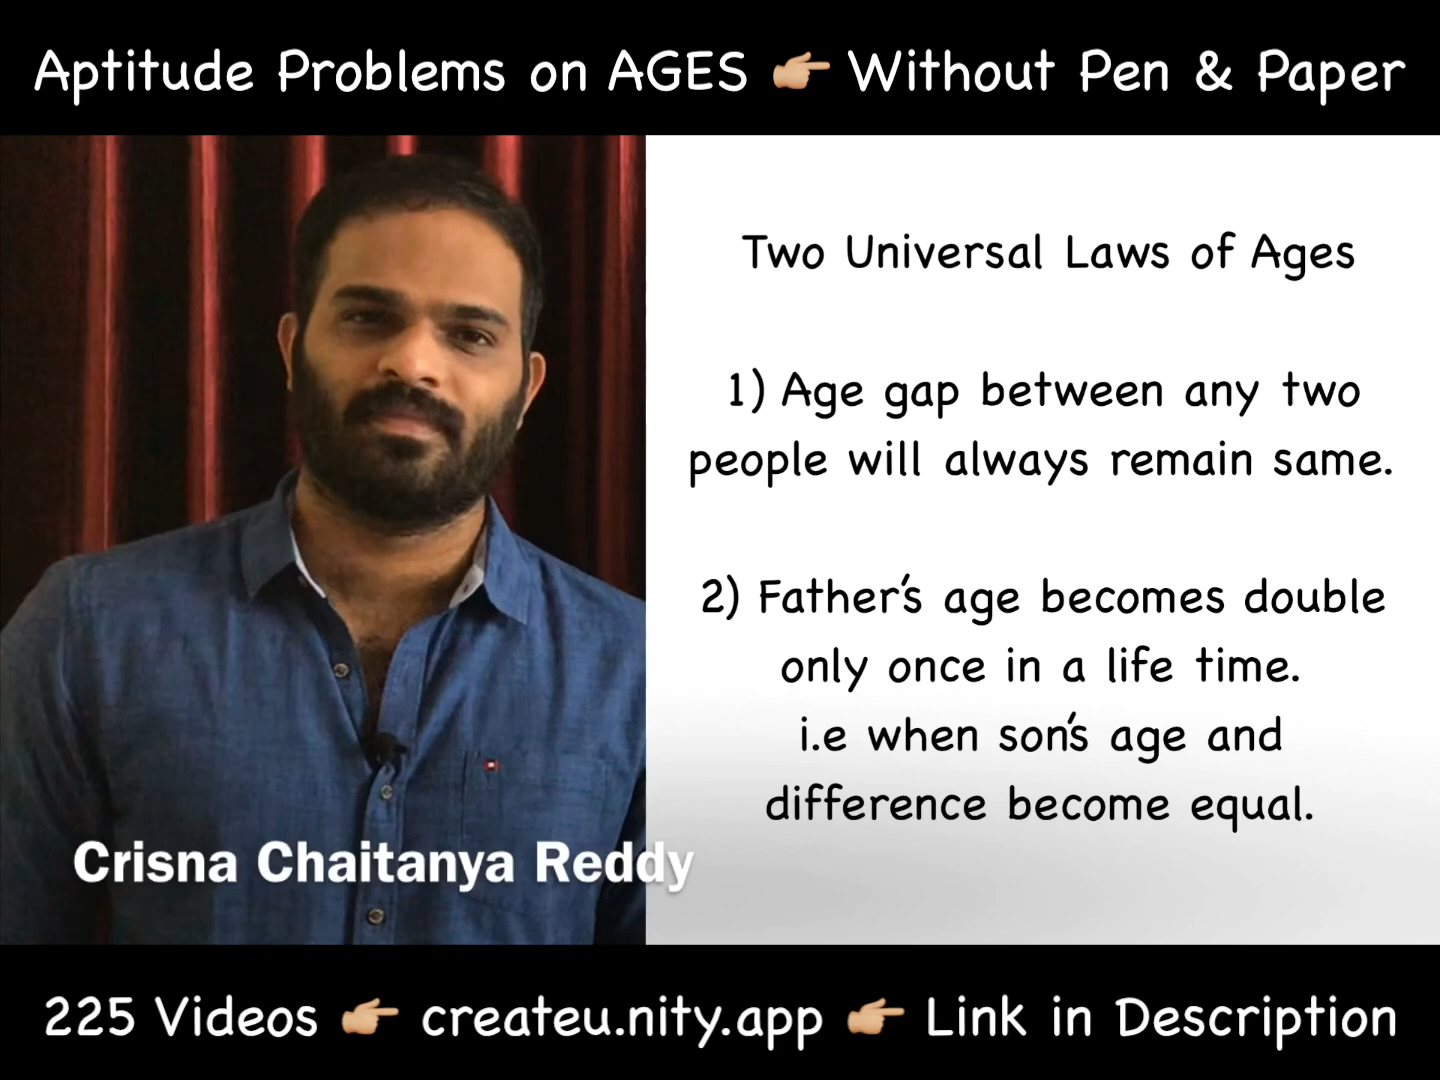 Aptitude Problems on AGES 👉🏼 Without Pen & Paper
Two Universal Laws of Ages
1) Age gap between any two
people will always remain same.
2) Father's age becomes double
only once in a life time.
i.e when son's age and
difference become equal.
Crisna Chaitanya Reddy
225 Videos 👉🏼 createu.nity.app 👉🏼 Link in Description